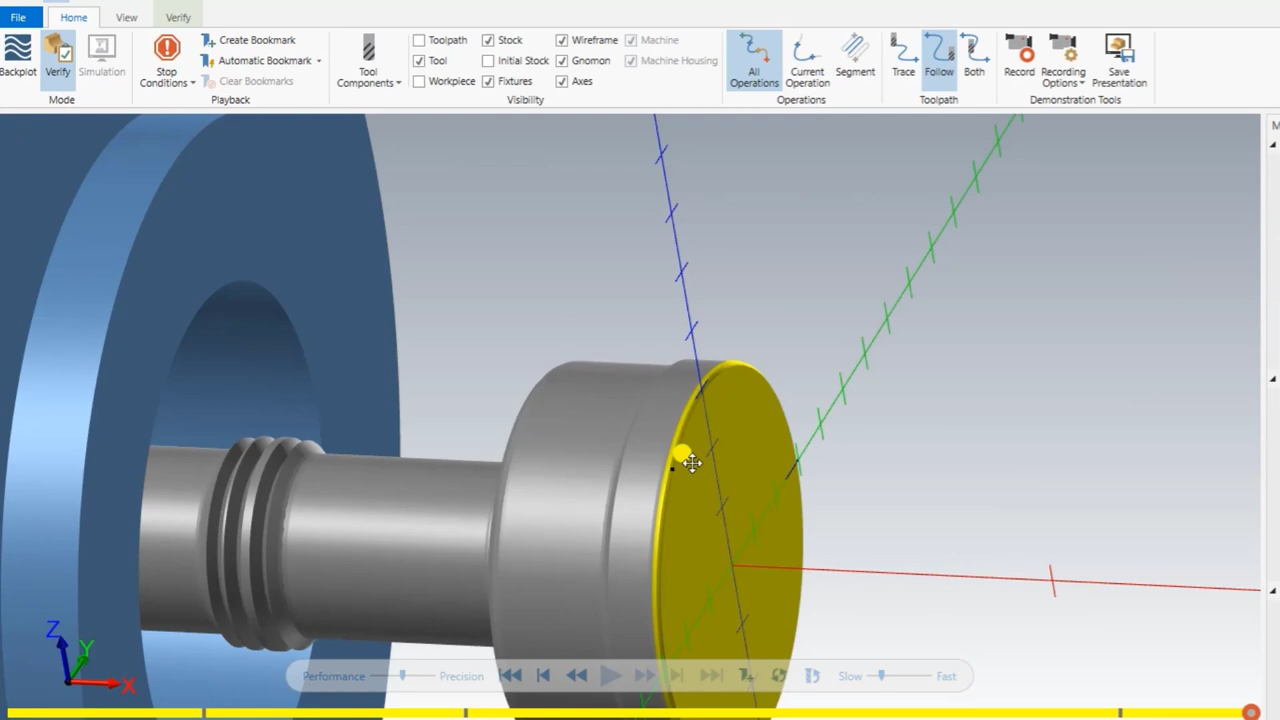 File Home View Verify
Backplot Verify Simulation
Mode
Stop Conditions
Create Bookmark
Automatic Bookmark
Clear Bookmarks
Playback
Tool Components
Toolpath Stock Wireframe Machine
Tool Initial Stock Gnomon Machine Housing
Workpiece Fixtures Axes
Visibility
All Operations Current Operation Segment
Operations
Trace Follow Both
Toolpath
Record Recording Options Save Presentation
Demonstration Tools
M
Z
Y
X
Performance Precision Slow Fast